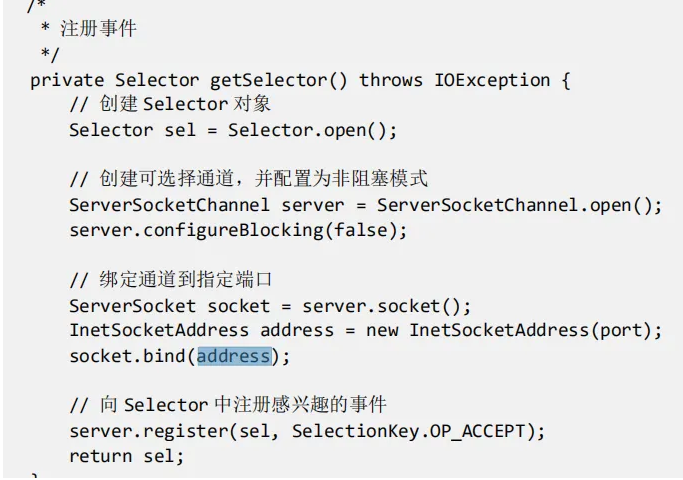 /*
* 注册事件
*/
private Selector getSelector() throws IOException {
// 创建 Selector 对象
Selector sel = Selector.open();
// 创建可选择通道，并配置为非阻塞模式
ServerSocketChannel server = ServerSocketChannel.open();
server.configureBlocking(false);
// 绑定通道到指定端口
ServerSocket socket = server.socket();
InetSocketAddress address = new InetSocketAddress(port);
socket.bind(address);
// 向 Selector 中注册感兴趣的事件
server.register(sel, SelectionKey.OP_ACCEPT);
return sel;
}